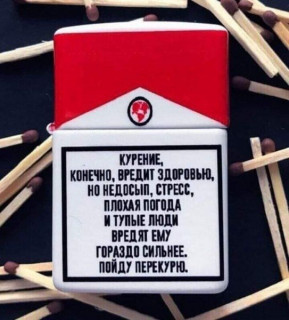 КУРЕНИЕ,
КОНЕЧНО, ВРЕДИТ ЗДОРОВЬЮ,
НО НЕДОСЫП, СТРЕСС,
ПЛОХАЯ ПОГОДА
И ТУПЫЕ ЛЮДИ
ВРЕДЯТ ЕМУ
ГОРАЗДО СИЛЬНЕЕ.
ПОЙДУ ПЕРЕКУРЮ.